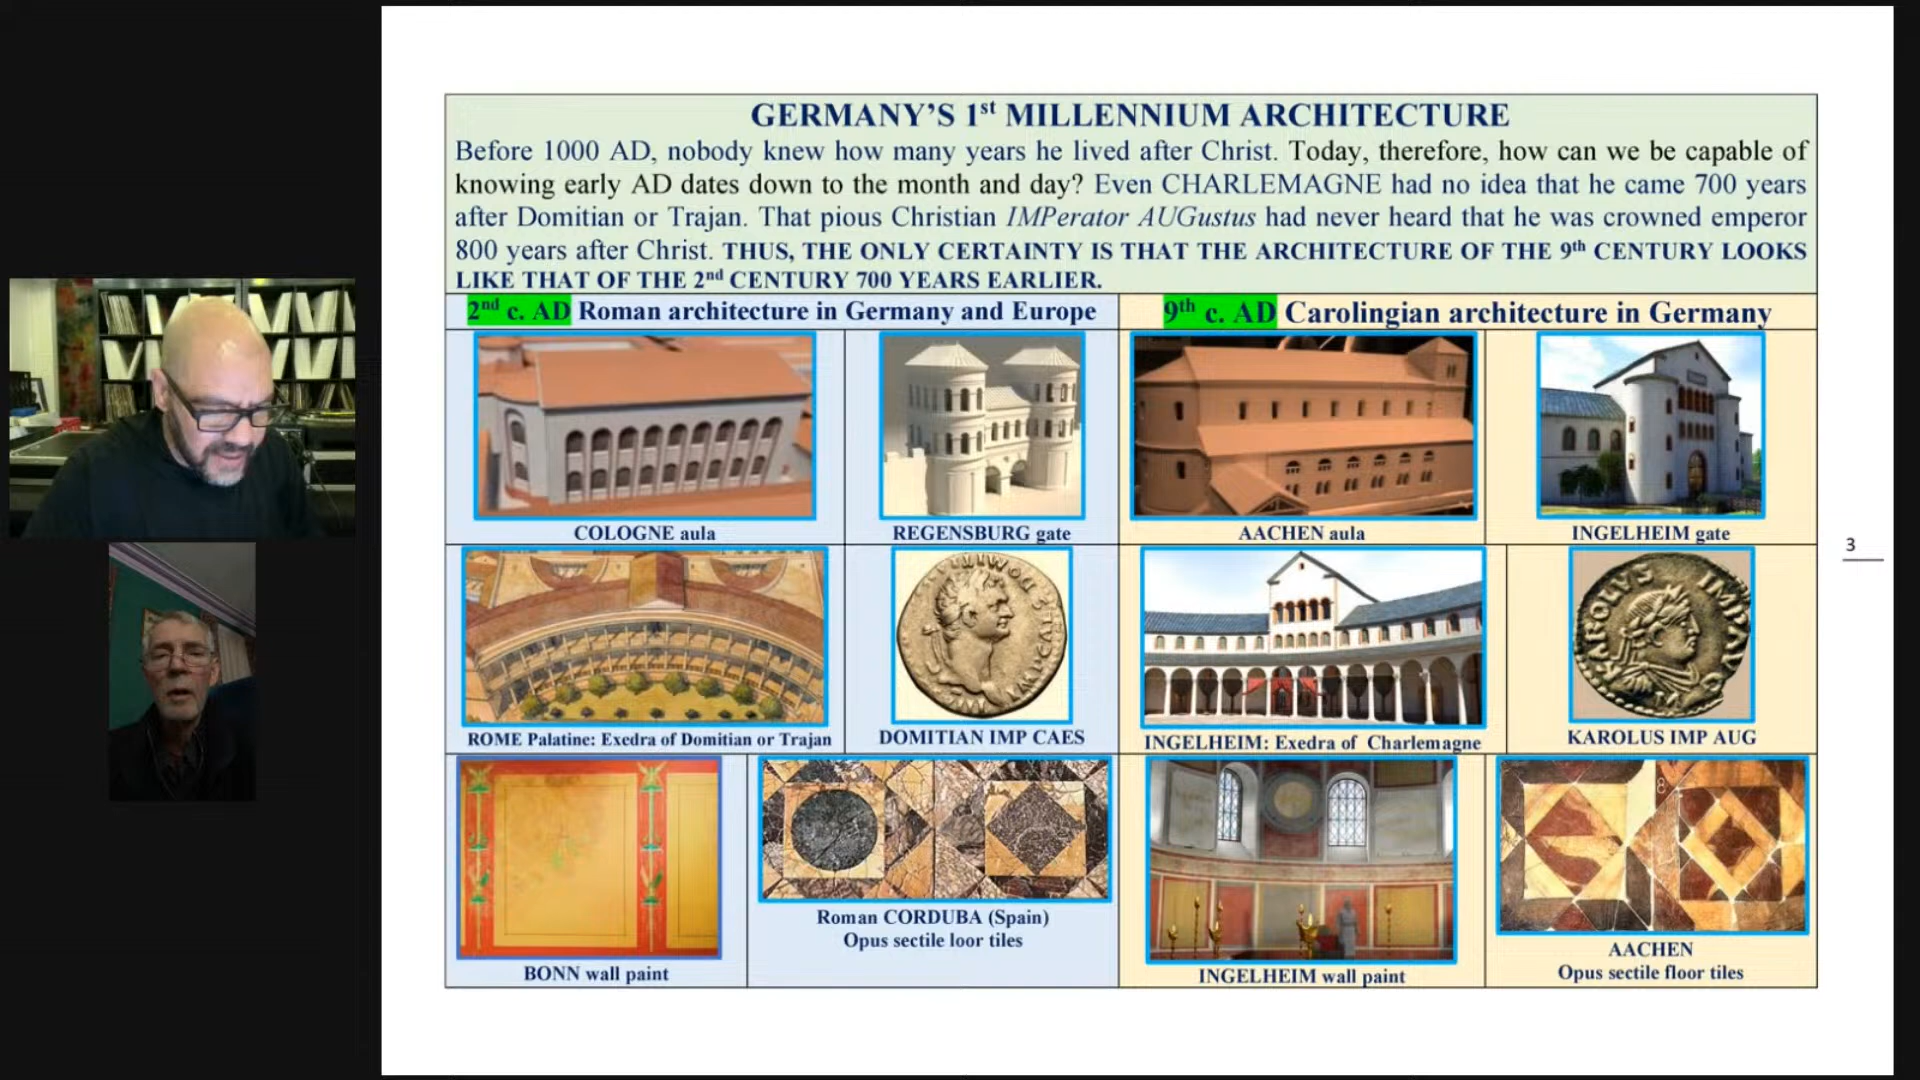 GERMANY'S 1st MILLENNIUM ARCHITECTURE
Before 1000 AD, nobody knew how many years he lived after Christ. Today, therefore, how can we be capable of
knowing early AD dates down to the month and day? Even CHARLEMAGNE had no idea that he came 700 years
after Domitian or Trajan. That pious Christian IMPerator AUGustus had never heard that he was crowned emperor
800 years after Christ. THUS, THE ONLY CERTAINTY IS THAT THE ARCHITECTURE OF THE 9th CENTURY LOOKS
LIKE THAT OF THE 2nd CENTURY 700 YEARS EARLIER.
2nd c. AD Roman architecture in Germany and Europe
9th c. AD Carolingian architecture in Germany
COLOGNE aula
REGENSBURG gate
AACHEN aula
INGELHEIM gate
3
KAROLVS IMP AVG
ROME Palatine: Exedra of Domitian or Trajan
DOMITIAN IMP CAES
INGELHEIM: Exedra of Charlemagne
KAROLUS IMP AUG
Roman CORDUBA (Spain)
Opus sectile loor tiles
BONN wall paint
INGELHEIM wall paint
AACHEN
Opus sectile floor tiles